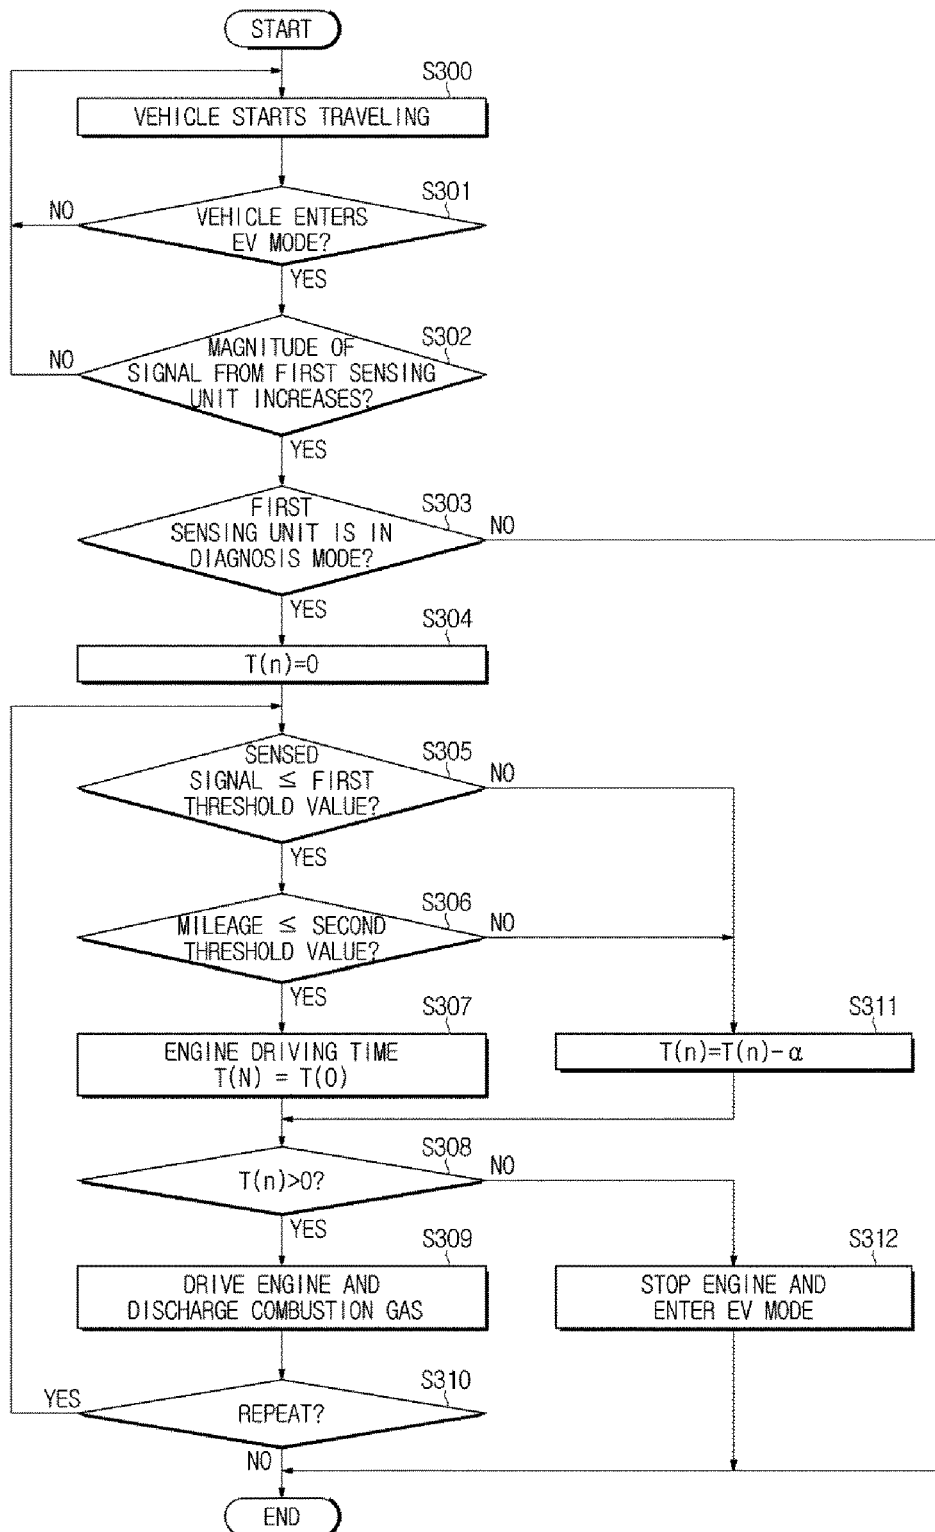 START
S300
VEHICLE STARTS TRAVELING
S301
NO
VEHICLE ENTERS
EV MODE?
YES
S302
NO
MAGNITUDE OF
SIGNAL FROM FIRST SENSING
UNIT INCREASES?
YES
S303
FIRST
NO
SENSING UNIT IS IN
DIAGNOSIS MODE?
YES
S304
T(n)=0
S305
SENSED
NO
SIGNAL ≤ FIRST
THRESHOLD VALUE?
YES
S306
MILEAGE ≤ SECOND
NO
THRESHOLD VALUE?
YES
S307
ENGINE DRIVING TIME
T(N) = T(0)
S311
T(n)=T(n)-α
S308
NO
T(n)>0?
YES
S309
DRIVE ENGINE AND
DISCHARGE COMBUSTION GAS
S312
STOP ENGINE AND
ENTER EV MODE
S310
YES
REPEAT?
NO
END